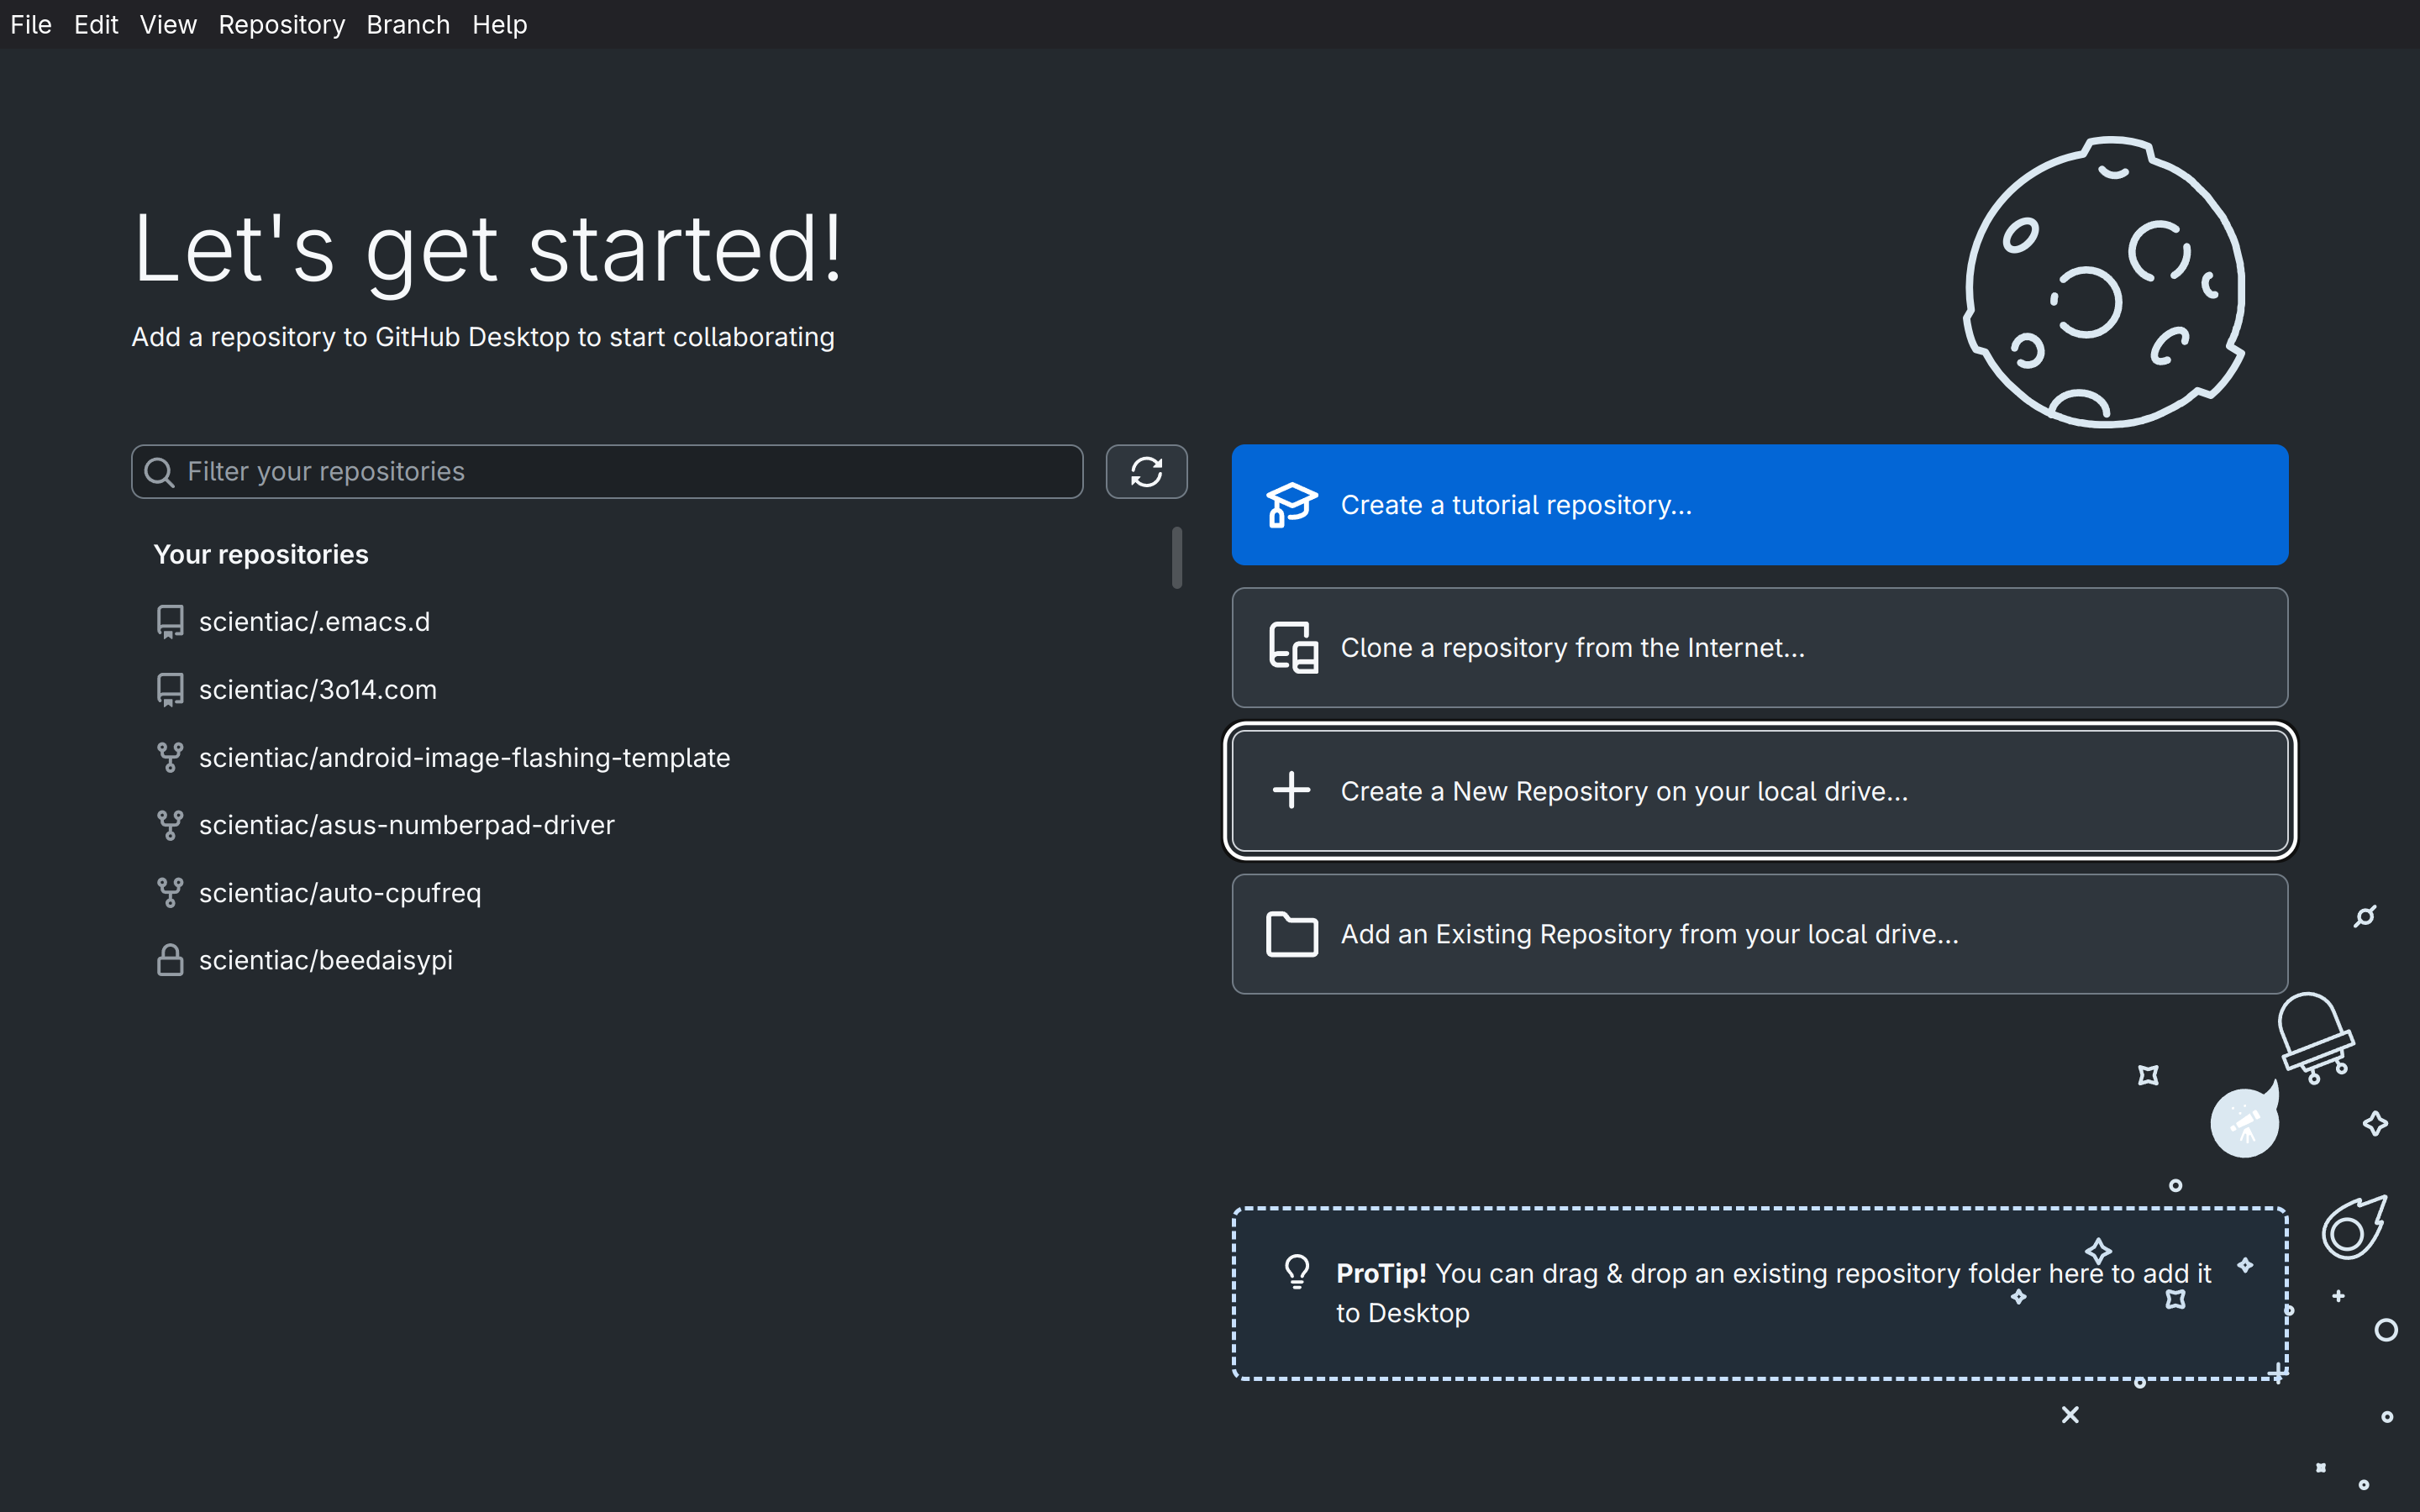 File Edit View Repository Branch Help
Let's get started!
Add a repository to GitHub Desktop to start collaborating
Filter your repositories
Your repositories
scientiac/.emacs.d
scientiac/3o14.com
scientiac/android-image-flashing-template
scientiac/asus-numberpad-driver
scientiac/auto-cpufreq
scientiac/beedaisypi
Create a tutorial repository...
Clone a repository from the Internet...
Create a New Repository on your local drive...
Add an Existing Repository from your local drive...
ProTip! You can drag & drop an existing repository folder here to add it
to Desktop